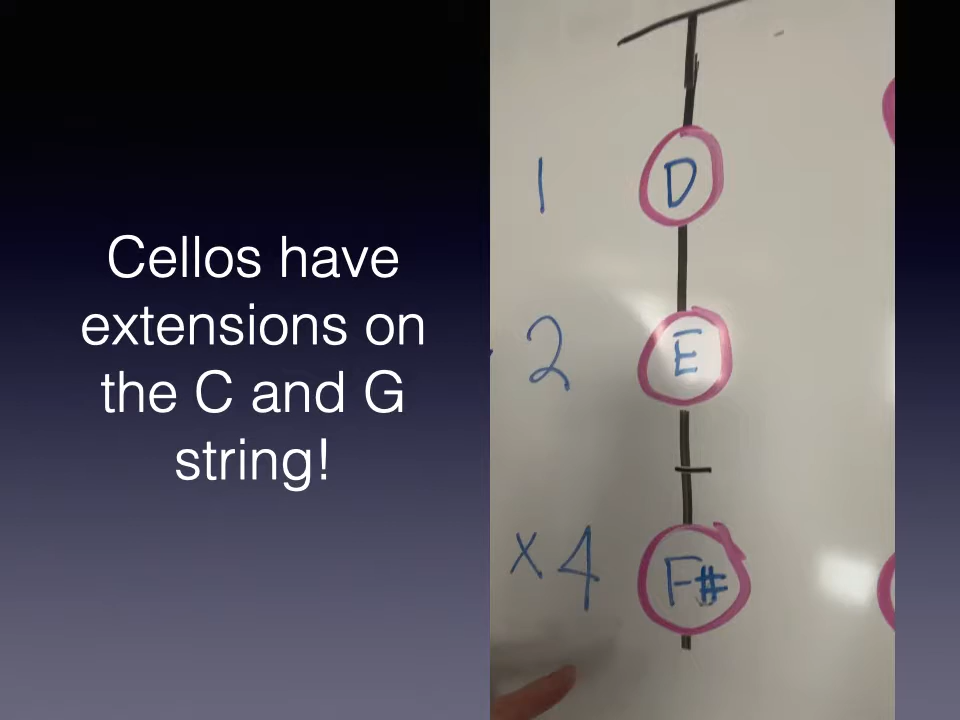 Cellos have
extensions on
the C and G
string!
1 D
2 E
x4 F#